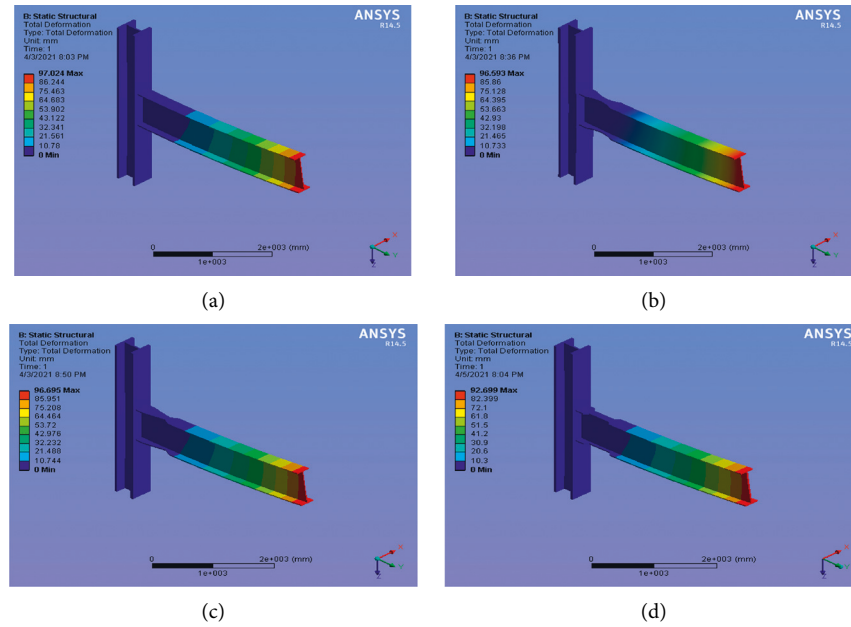 B: Static Structural
Total Deformation
Type: Total Deformation
Unit: mm
Time: 1
4/3/2021 8:03 PM
97.024 Max
86.244
75.463
64.683
53.902
43.122
32.341
21.561
10.78
0 Min
ANSYS
R14.5
0
2e+003 (mm)
1e+003
X
Y
Z
(a)
B: Static Structural
Total Deformation
Type: Total Deformation
Unit: mm
Time: 1
4/3/2021 8:36 PM
96.593 Max
85.86
75.128
64.395
53.663
42.93
32.198
21.465
10.733
0 Min
ANSYS
R14.5
0
2e+003 (mm)
1e+003
X
Y
Z
(b)
B: Static Structural
Total Deformation
Type: Total Deformation
Unit: mm
Time: 1
4/3/2021 8:50 PM
96.695 Max
85.951
75.208
64.464
53.72
42.976
32.232
21.488
10.744
0 Min
ANSYS
R14.5
0
2e+003 (mm)
1e+003
X
Y
Z
(c)
B: Static Structural
Total Deformation
Type: Total Deformation
Unit: mm
Time: 1
4/5/2021 8:04 PM
92.699 Max
82.399
72.1
61.8
51.5
41.2
30.9
20.6
10.3
0 Min
ANSYS
R14.5
0
2e+003 (mm)
1e+003
X
Y
Z
(d)